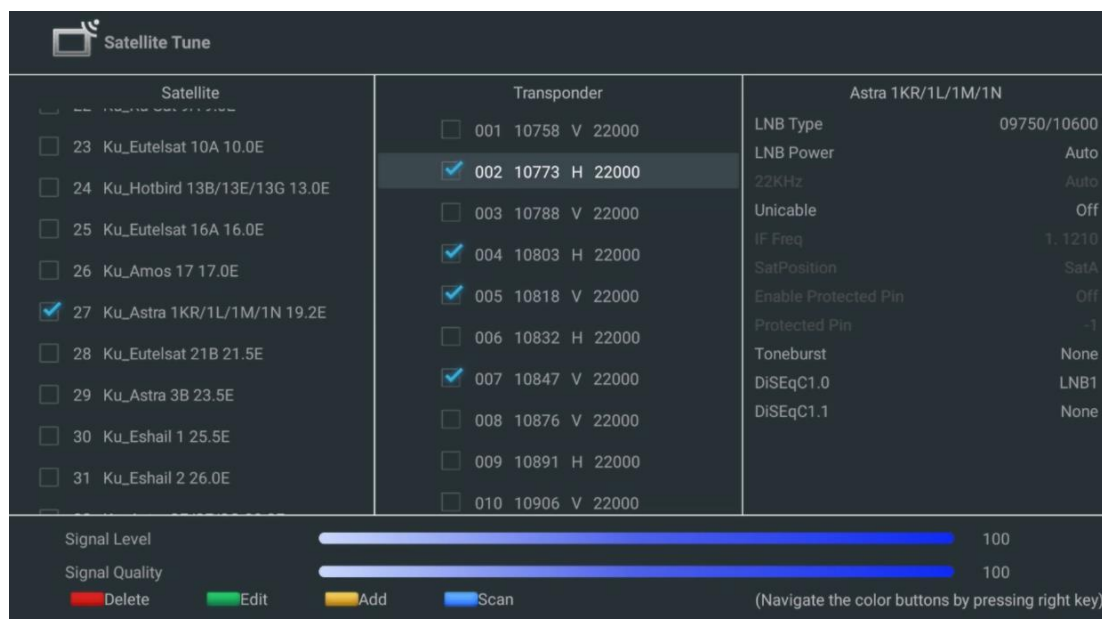 Satellite Tune
Satellite
23 Ku_Eutelsat 10A 10.0E
24 Ku_Hotbird 13B/13E/13G 13.0E
25 Ku_Eutelsat 16A 16.0E
26 Ku_Amos 17 17.0E
27 Ku_Astra 1KR/1L/1M/1N 19.2E
28 Ku_Eutelsat 21B 21.5E
29 Ku_Astra 3B 23.5E
30 Ku_Eshail 1 25.5E
31 Ku_Eshail 2 26.0E
Transponder
001 10758 V 22000
002 10773 H 22000
003 10788 V 22000
004 10803 H 22000
005 10818 V 22000
006 10832 H 22000
007 10847 V 22000
008 10876 V 22000
009 10891 H 22000
010 10906 V 22000
Astra 1KR/1L/1M/1N
LNB Type 09750/10600
LNB Power Auto
22KHz Auto
Unicable Off
IF Freq 1. 1210
SatPosition SatA
Enable Protected Pin Off
Protected Pin -1
Toneburst None
DiSEqC1.0 LNB1
DiSEqC1.1 None
Signal Level 100
Signal Quality 100
Delete Edit Add Scan (Navigate the color buttons by pressing right key)